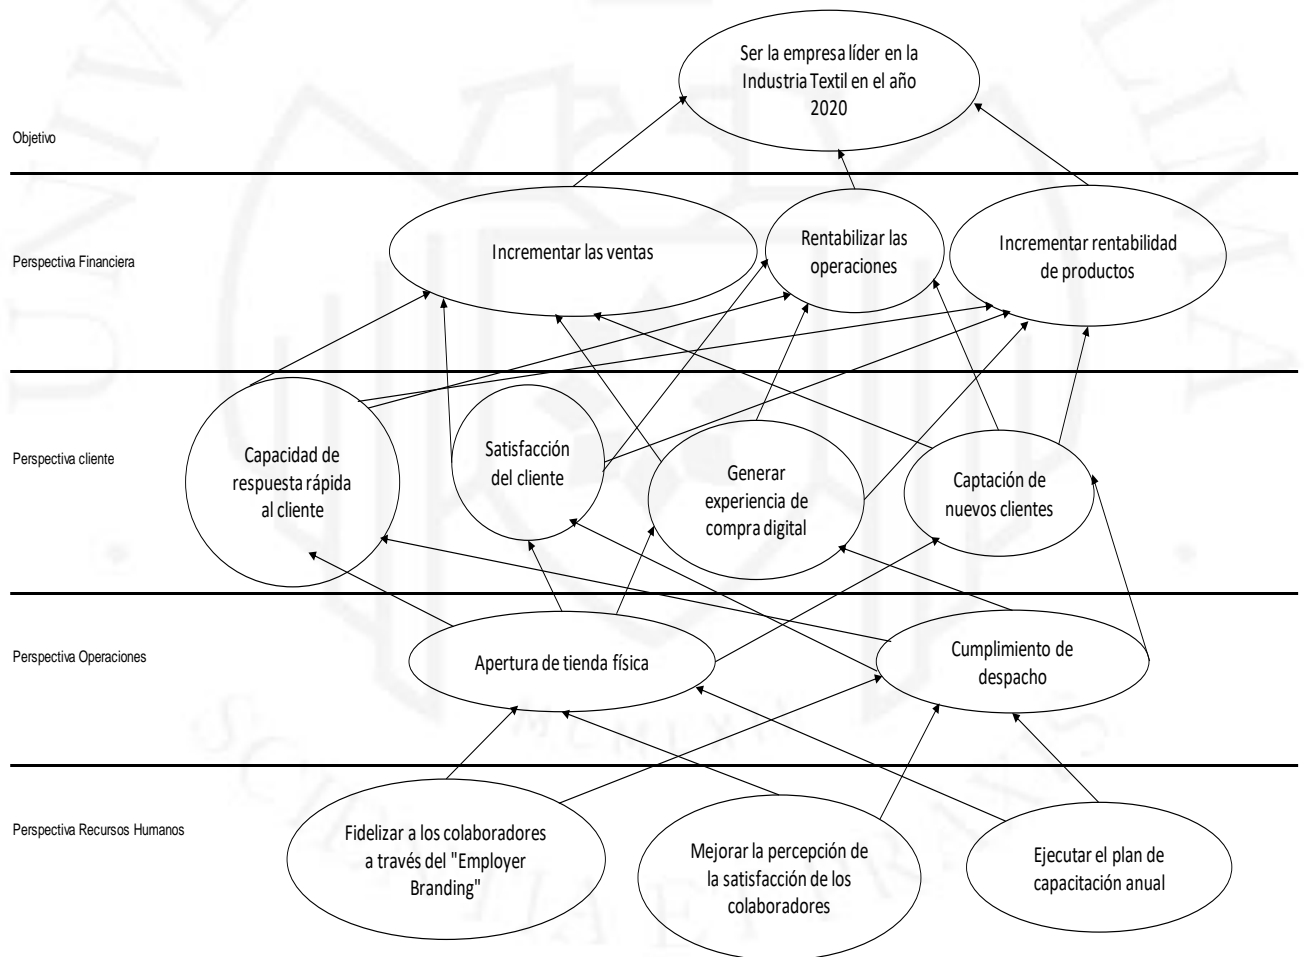 Ser la empresa líder en la
Industria Textil en el año
2020
Objetivo
Perspectiva Financiera
Incrementar las ventas
Rentabilizar las
operaciones
Incrementar rentabilidad
de productos
Perspectiva cliente
Capacidad de
respuesta rápida
al cliente
Satisfacción
del cliente
Generar
experiencia de
compra digital
Captación de
nuevos clientes
Perspectiva Operaciones
Apertura de tienda física
Cumplimiento de
despacho
Perspectiva Recursos Humanos
Fidelizar a los colaboradores
a través del "Employer
Branding"
Mejorar la percepción de
la satisfacción de los
colaboradores
Ejecutar el plan de
capacitación anual
MCMLXII
SCIENTIA ET PRAXIS